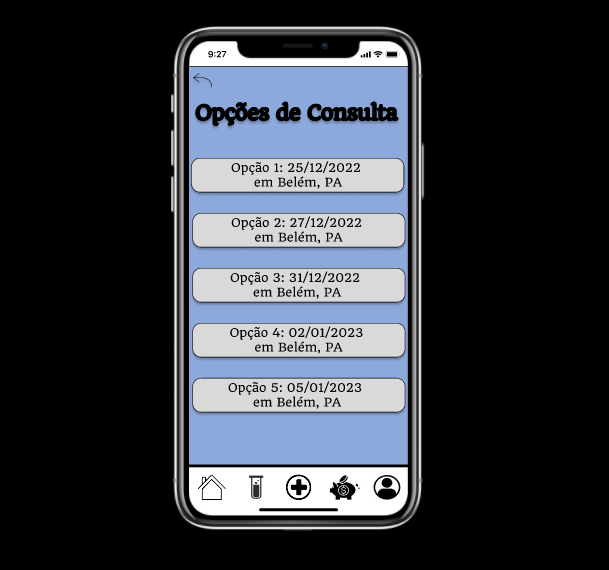 9:27
Opções de Consulta
Opção 1: 25/12/2022
em Belém, PA
Opção 2: 27/12/2022
em Belém, PA
Opção 3: 31/12/2022
em Belém, PA
Opção 4: 02/01/2023
em Belém, PA
Opção 5: 05/01/2023
em Belém, PA